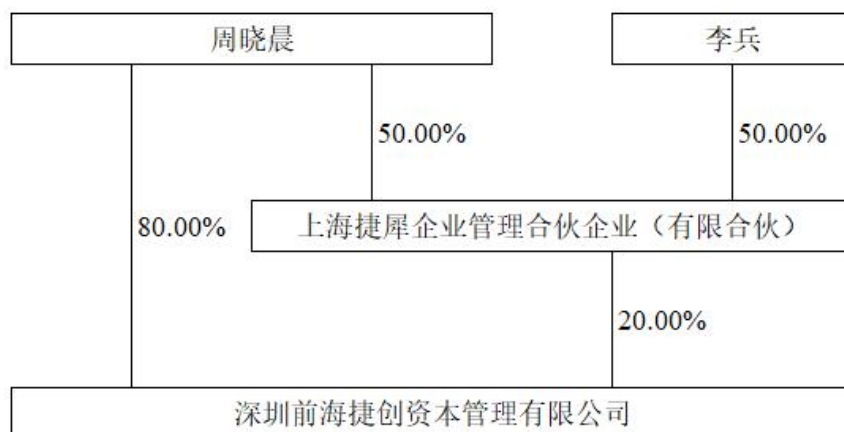 周晓晨
李兵
50.00%
50.00%
80.00%
上海捷犀企业管理合伙企业（有限合伙）
20.00%
深圳前海捷创资本管理有限公司